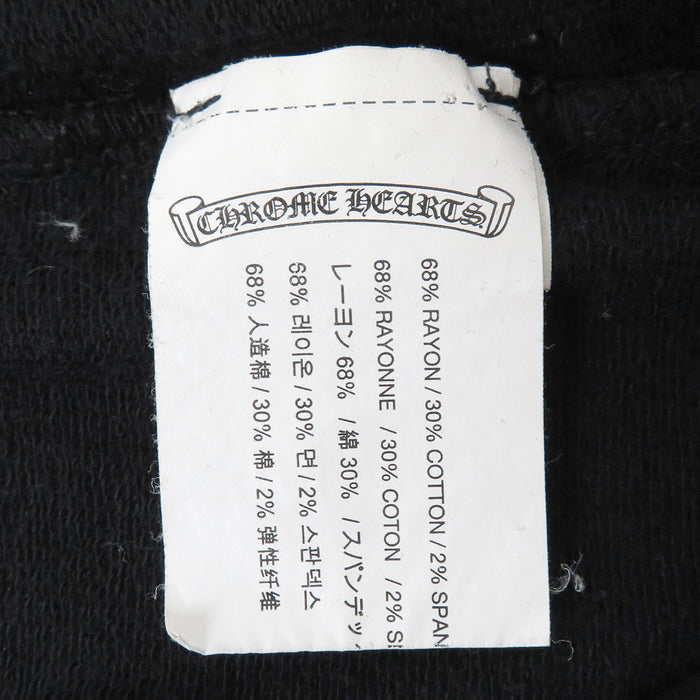 CHROME HEARTS
68% RAYON / 30% COTTON / 2% SPAN
68% RAYONNE / 30% COTON / 2% S
レーヨン 68% / 綿 30% / スパンデッ
68% 레이온 / 30% 면 / 2% 스판덱스
68% 人造棉 / 30% 棉 / 2% 弹性纤维